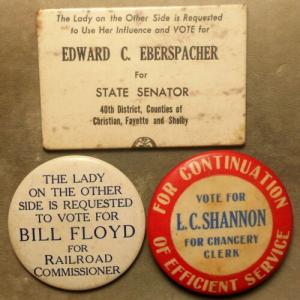 The Lady on the Other Side is Requested
to Use Her Influence and VOTE for
EDWARD C. EBERSPACHER
For
STATE SENATOR
40th District, Counties of
Christian, Fayette and Shelby
THE LADY
ON THE OTHER
SIDE IS REQUESTED
TO VOTE FOR
BILL FLOYD
FOR
RAILROAD
COMMISSIONER
FOR CONTINUATION
VOTE FOR
L.C. SHANNON
FOR CHANCERY
CLERK
OF EFFICIENT SERVICE